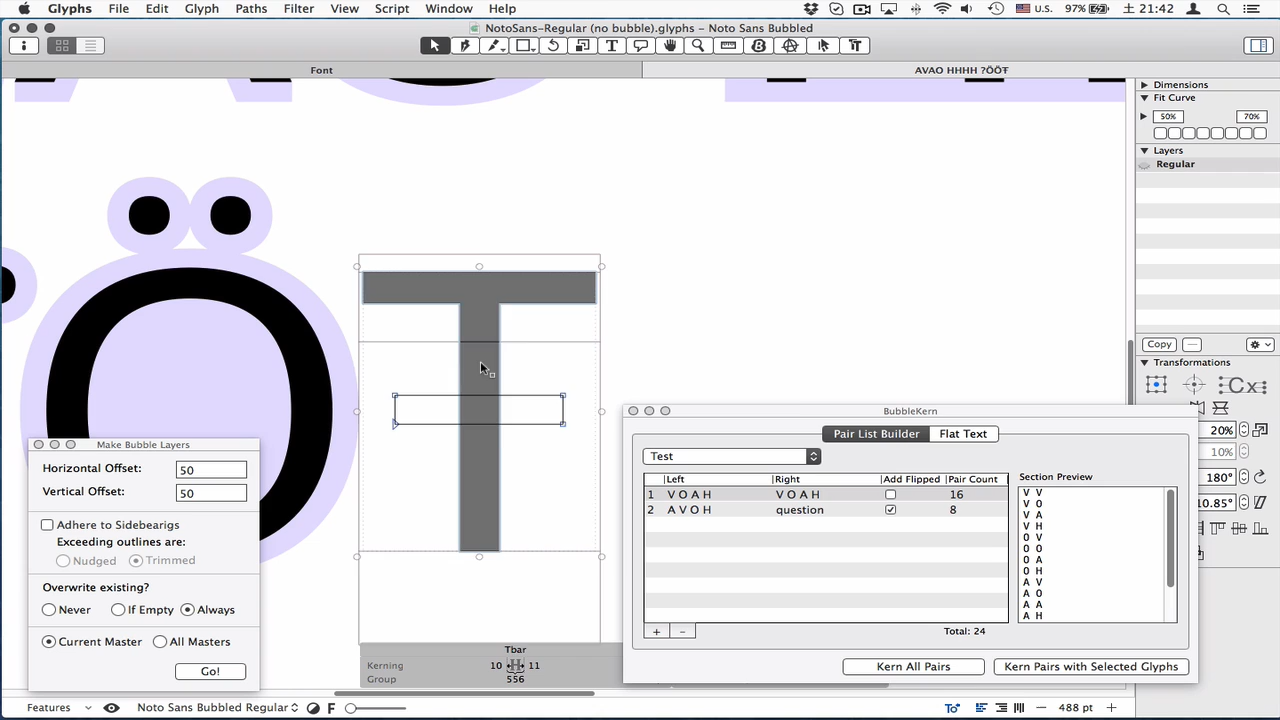 Glyphs File Edit Glyph Paths Filter View Script Window Help U.S. 97% 土 21:42
NotoSans-Regular (no bubble).glyphs – Noto Sans Bubbled
Font
AVAO HHHH ?ÖÖŦ
Dimensions
Fit Curve
50% 70%
Layers
Regular
Copy
Transformations
20%
10%
180°
10.85°
Tbar
Kerning 10 11
Group 556
Make Bubble Layers
Horizontal Offset: 50
Vertical Offset: 50
Adhere to Sidebearigs
Exceeding outlines are:
Nudged Trimmed
Overwrite existing?
Never If Empty Always
Current Master All Masters
Go!
BubbleKern
Pair List Builder Flat Text
Test
Left Right Add Flipped Pair Count
1 V O A H V O A H 16
2 A V O H question 8
+ –
Total: 24
Section Preview
V V
V O
V A
V H
O V
O O
O A
O H
A V
A O
A A
A H
Kern All Pairs
Kern Pairs with Selected Glyphs
Features
Noto Sans Bubbled Regular
F
488 pt